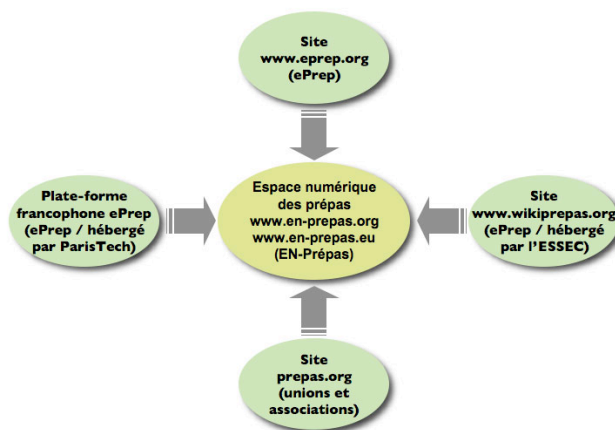 Site
www.eprep.org
(ePrep)
Plate-forme
francophone ePrep
(ePrep / hébergé
par ParisTech)
Espace numérique
des prépas
www.en-prepas.org
www.en-prepas.eu
(EN-Prépas)
Site
www.wikiprepas.org
(ePrep / hébergé
par l'ESSEC)
Site
prepas.org
(unions et
associations)